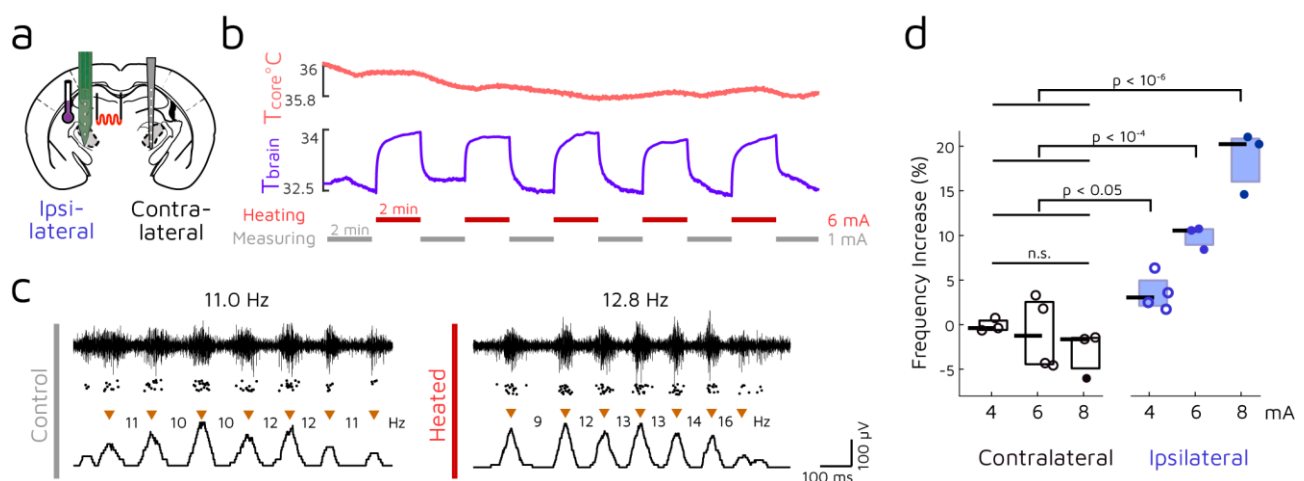 a
Ipsi-
lateral
Contra-
lateral
b
36
35.8
Tcore°C
34
32.5
Tbrain
Heating
2 min
6 mA
Measuring
2 min
1 mA
c
Control
11.0 Hz
11 10 10 12 12 11 Hz
Heated
12.8 Hz
9 12 13 13 14 16 Hz
100 µV
100 ms
d
Frequency Increase (%)
20
15
10
5
0
-5
p < 10⁻⁶
p < 10⁻⁴
p < 0.05
n.s.
4 6 8 4 6 8 mA
Contralateral Ipsilateral